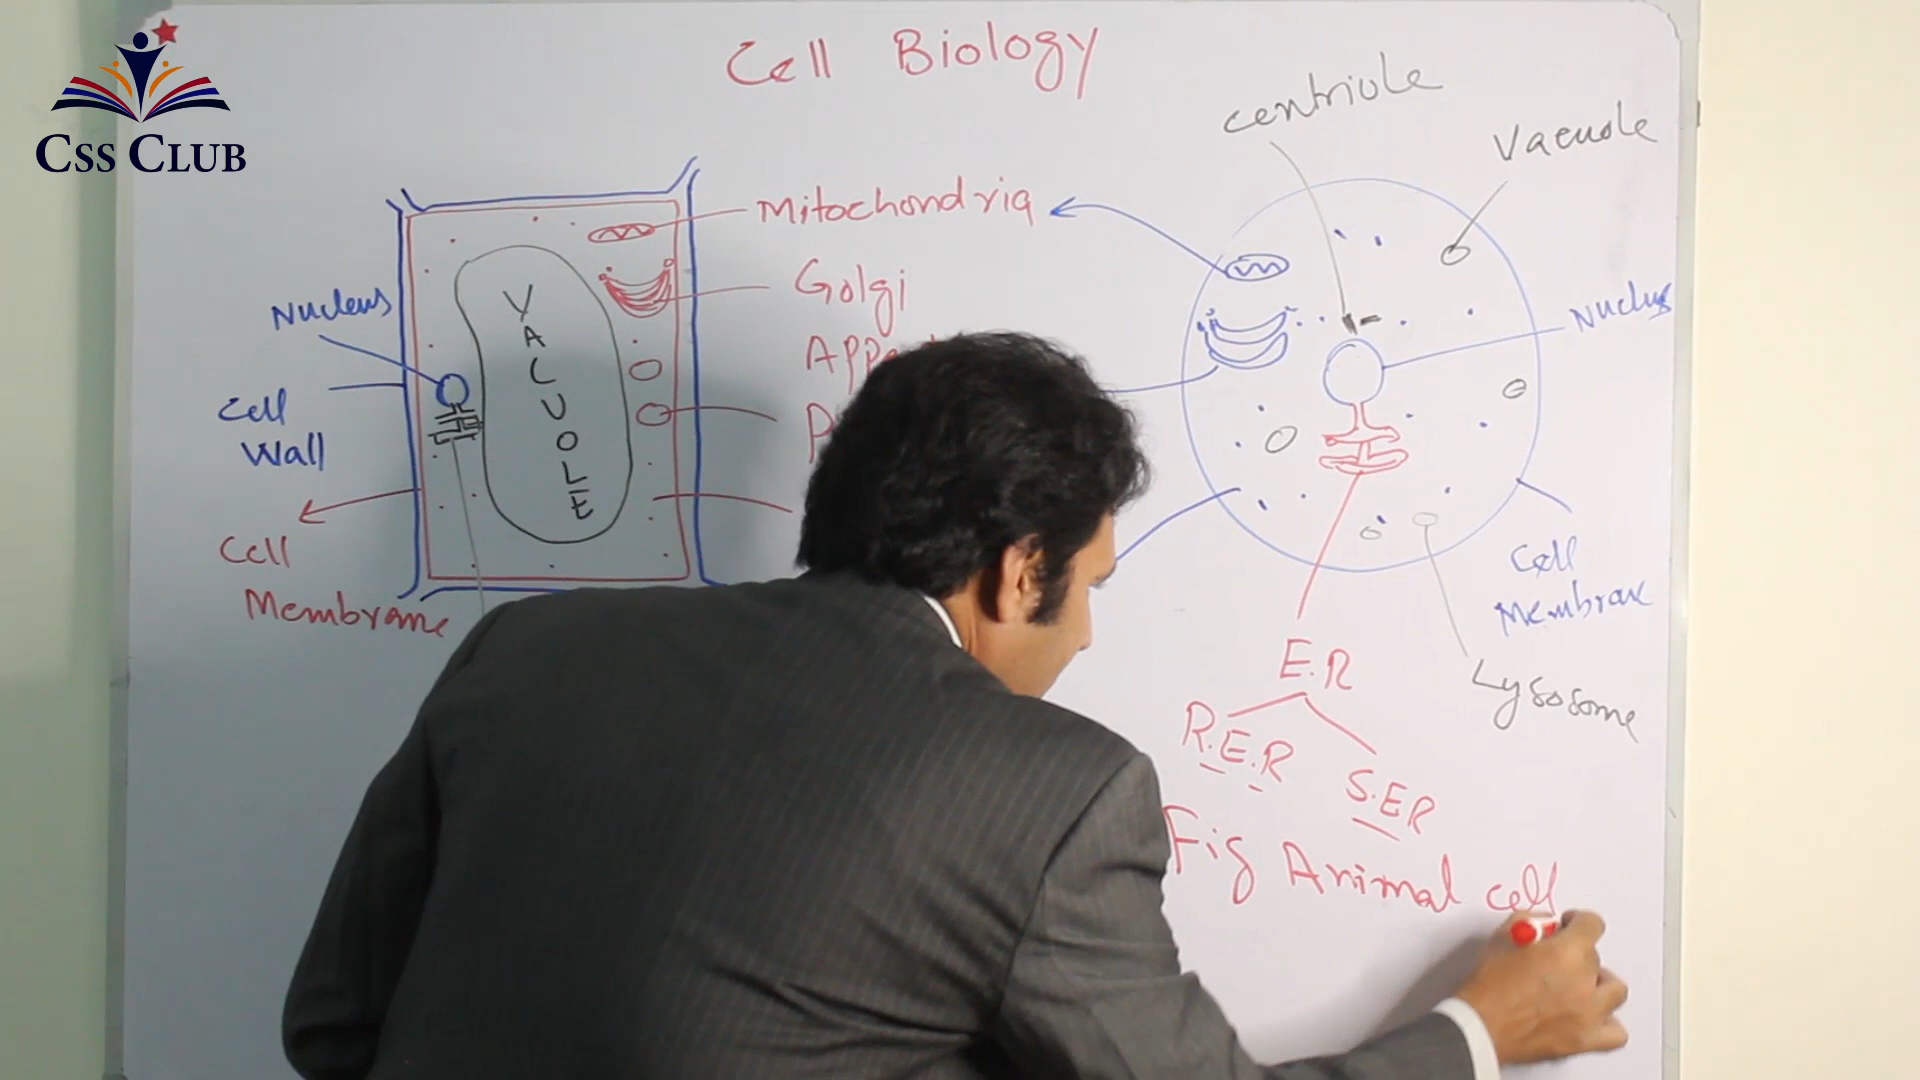 CSS CLUB
Cell Biology
centriole
Vacuole
Mitochondria
Nucleus
Golgi
VACUOLE
Cell
Wall
Cell
Membrane
Nuclus
Cell
Membrane
E.R
Lysosome
R.E.R
S.ER
Fig Animal cell